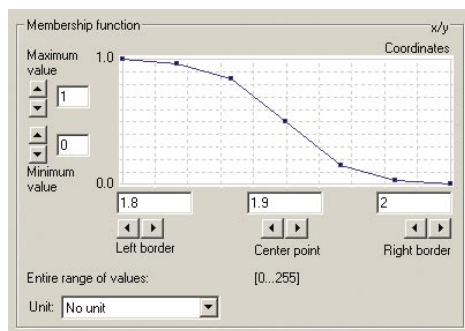 Membership function
x/y
Coordinates
Maximum
value
1.0
1
0
Minimum
value
0.0
1.8
1.9
2
Left border
Center point
Right border
Entire range of values:
[0...255]
Unit:
No unit